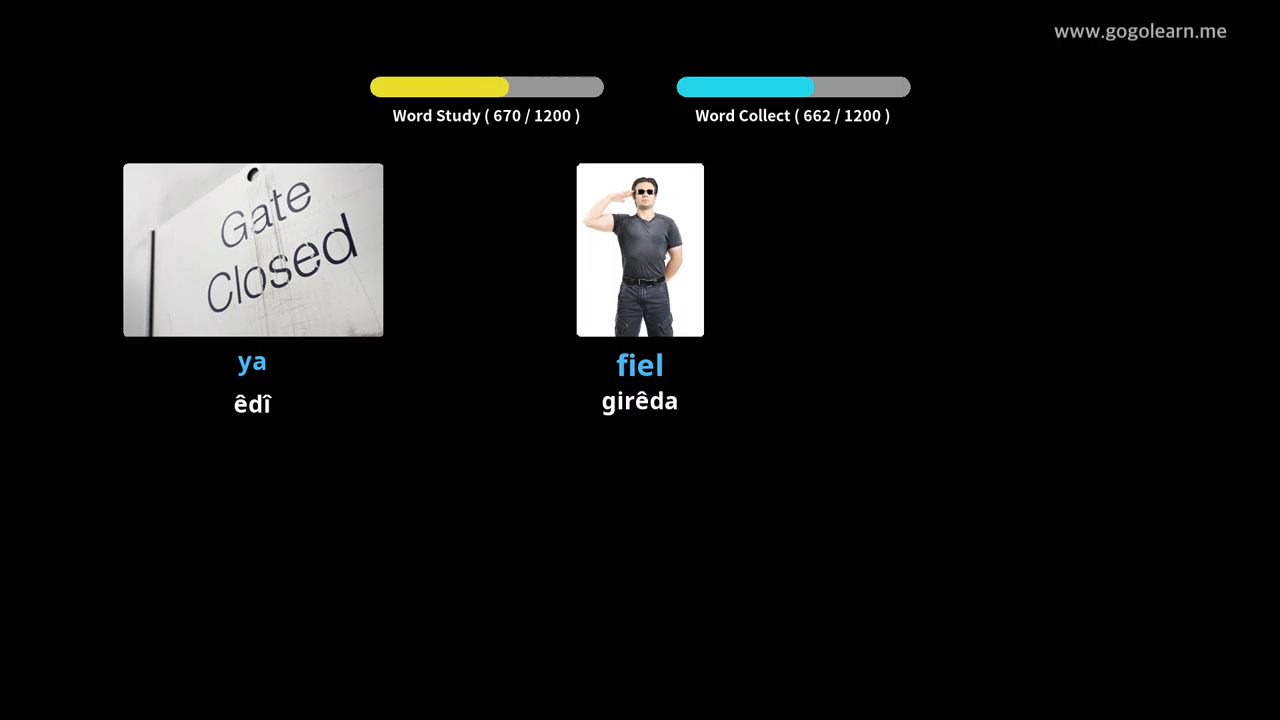 www.gogolearn.me
Word Study ( 670 / 1200 )
Word Collect ( 662 / 1200 )
Gate
Closed
ya
êdî
fiel
girêda